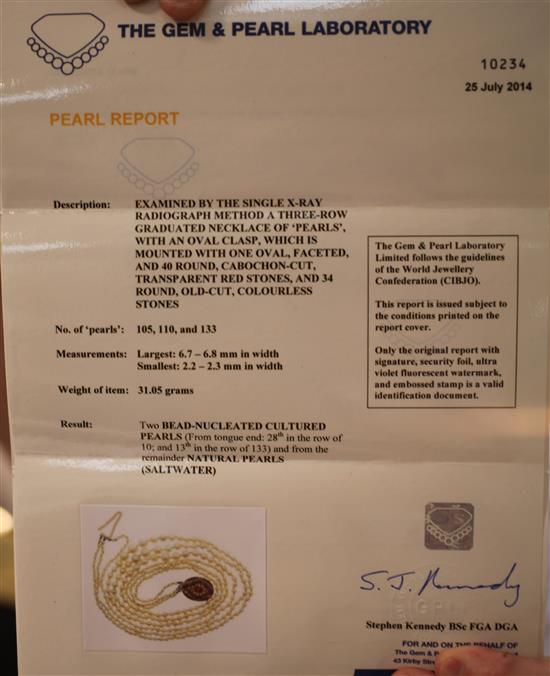 THE GEM & PEARL LABORATORY
10234
25 July 2014
PEARL REPORT
Description: EXAMINED BY THE SINGLE X-RAY
RADIOGRAPH METHOD A THREE-ROW
GRADUATED NECKLACE OF 'PEARLS',
WITH AN OVAL CLASP, WHICH IS
MOUNTED WITH ONE OVAL, FACETED,
AND 40 ROUND, CABOCHON-CUT,
TRANSPARENT RED STONES, AND 34
ROUND, OLD-CUT, COLOURLESS
STONES
No. of 'pearls': 105, 110, and 133
Measurements: Largest: 6.7 – 6.8 mm in width
Smallest: 2.2 – 2.3 mm in width
Weight of item: 31.05 grams
Result: Two BEAD-NUCLEATED CULTURED
PEARLS (From tongue end: 28th in the row of
10; and 13th in the row of 133) and from the
remainder NATURAL PEARLS
(SALTWATER)
The Gem & Pearl Laboratory
Limited follows the guidelines
of the World Jewellery
Confederation (CIBJO).
This report is issued subject to
the conditions printed on the
report cover.
Only the original report with
signature, security foil, ultra
violet fluorescent watermark,
and embossed stamp is a valid
identification document.
S. J. Kennedy
Stephen Kennedy BSc FGA DGA
FOR AND ON THE BEHALF OF
The Gem &
43 Kirby